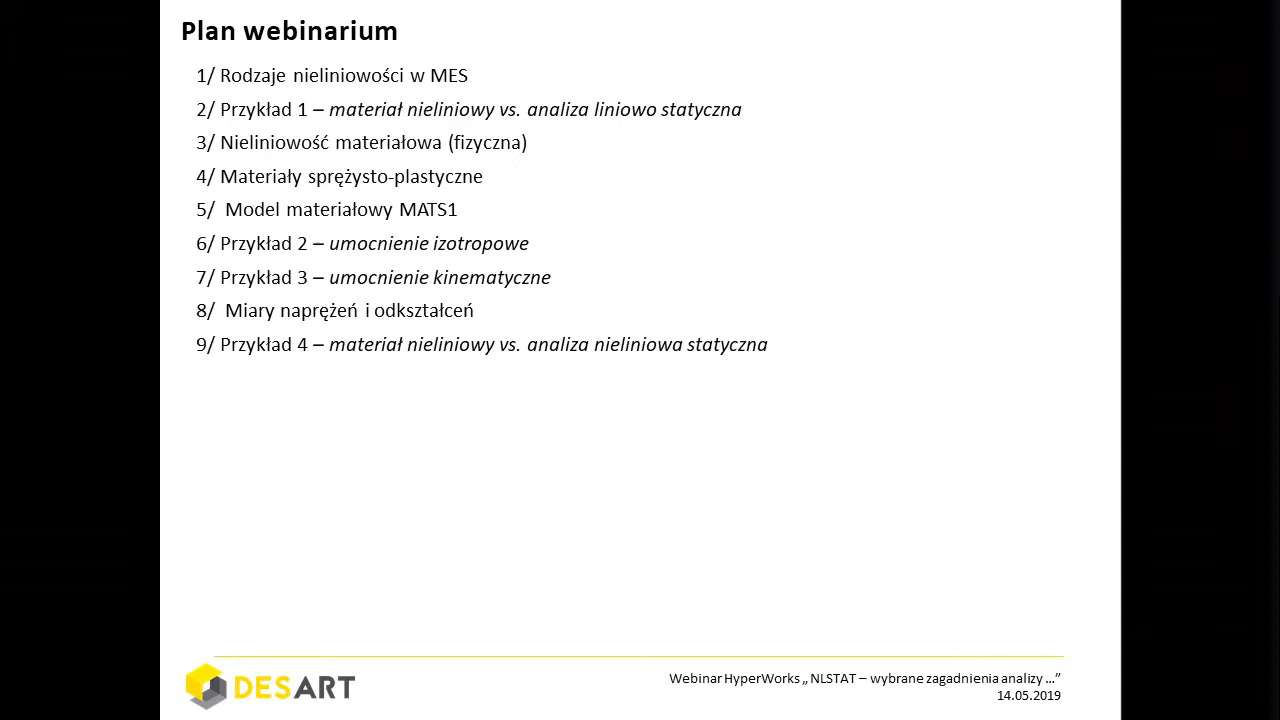 Plan webinarium
1/ Rodzaje nieliniowości w MES
2/ Przykład 1 – materiał nieliniowy vs. analiza liniowo statyczna
3/ Nieliniowość materiałowa (fizyczna)
4/ Materiały sprężysto-plastyczne
5/ Model materiałowy MATS1
6/ Przykład 2 – umocnienie izotropowe
7/ Przykład 3 – umocnienie kinematyczne
8/ Miary naprężeń i odkształceń
9/ Przykład 4 – materiał nieliniowy vs. analiza nieliniowa statyczna
DESART
Webinar HyperWorks „ NLSTAT – wybrane zagadnienia analizy ...”
14.05.2019